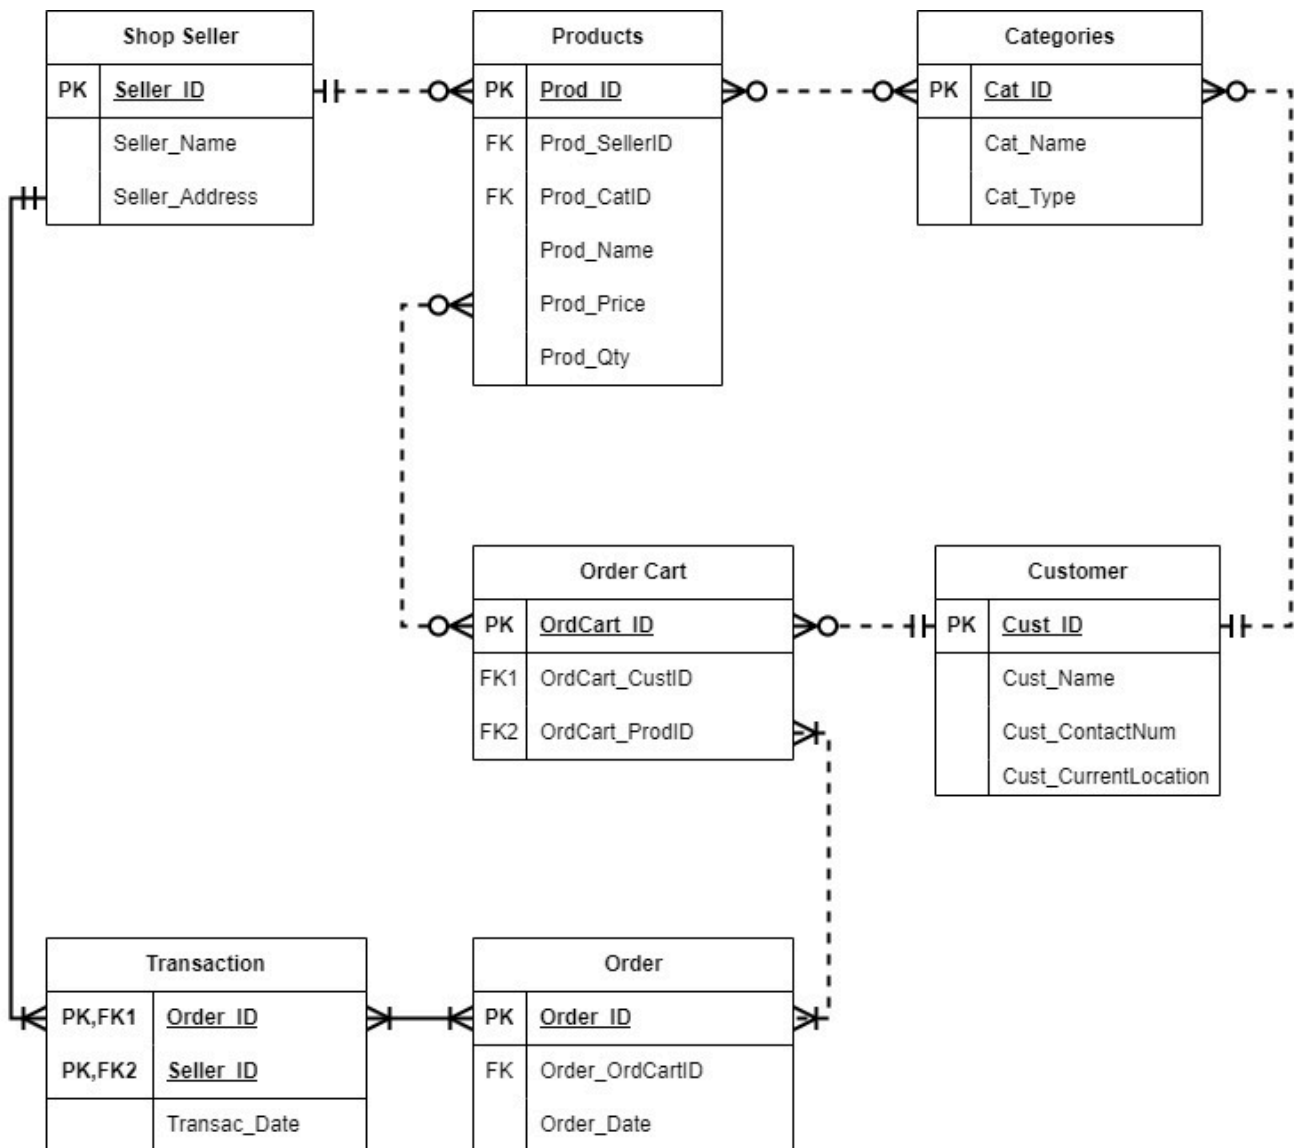 Shop Seller
PK Seller_ID
Seller_Name
Seller_Address
Products
PK Prod_ID
FK Prod_SellerID
FK Prod_CatID
Prod_Name
Prod_Price
Prod_Qty
Categories
PK Cat_ID
Cat_Name
Cat_Type
Order Cart
PK OrdCart_ID
FK1 OrdCart_CustID
FK2 OrdCart_ProdID
Customer
PK Cust_ID
Cust_Name
Cust_ContactNum
Cust_CurrentLocation
Transaction
PK,FK1 Order_ID
PK,FK2 Seller_ID
Transac_Date
Order
PK Order_ID
FK Order_OrdCartID
Order_Date